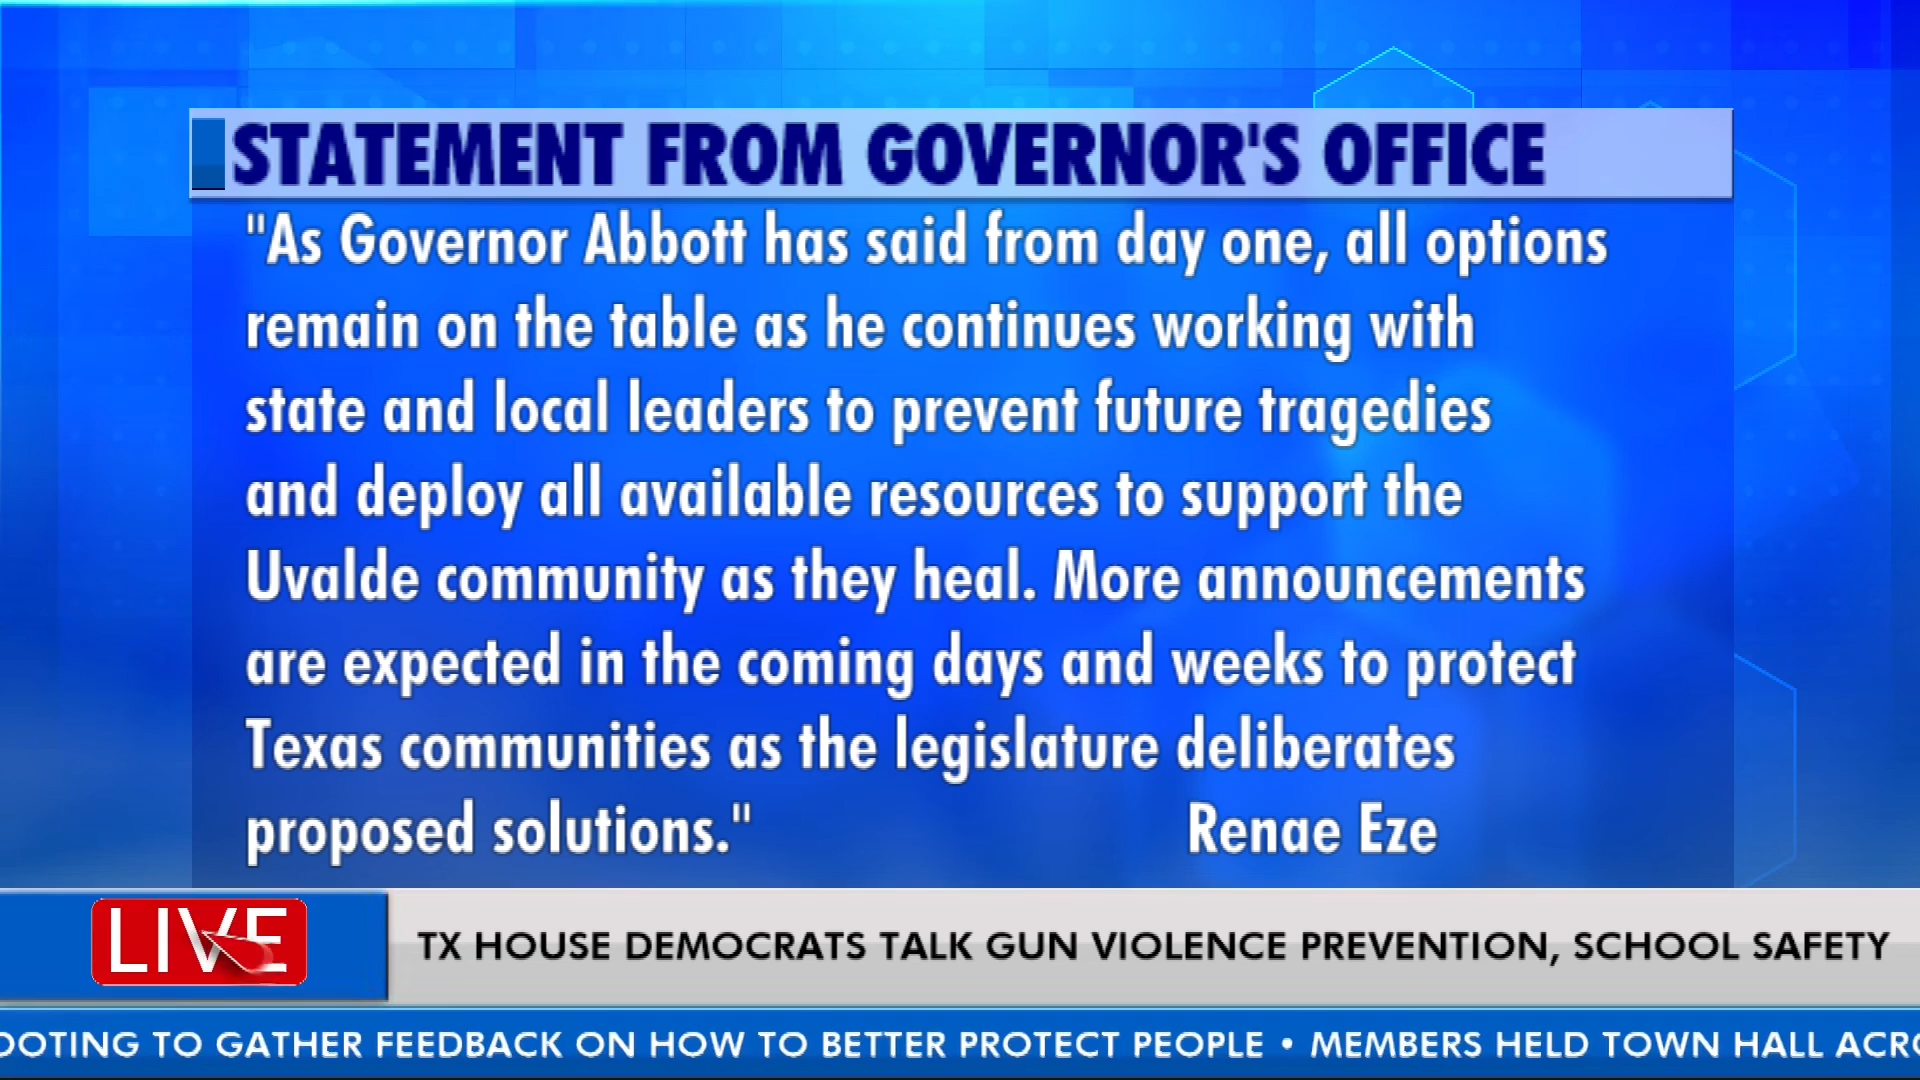 STATEMENT FROM GOVERNOR'S OFFICE
"As Governor Abbott has said from day one, all options
remain on the table as he continues working with
state and local leaders to prevent future tragedies
and deploy all available resources to support the
Uvalde community as they heal. More announcements
are expected in the coming days and weeks to protect
Texas communities as the legislature deliberates
proposed solutions." Renae Eze
LIVE
TX HOUSE DEMOCRATS TALK GUN VIOLENCE PREVENTION, SCHOOL SAFETY
TO GATHER FEEDBACK ON HOW TO BETTER PROTECT PEOPLE • MEMBERS HELD TOWN HALL